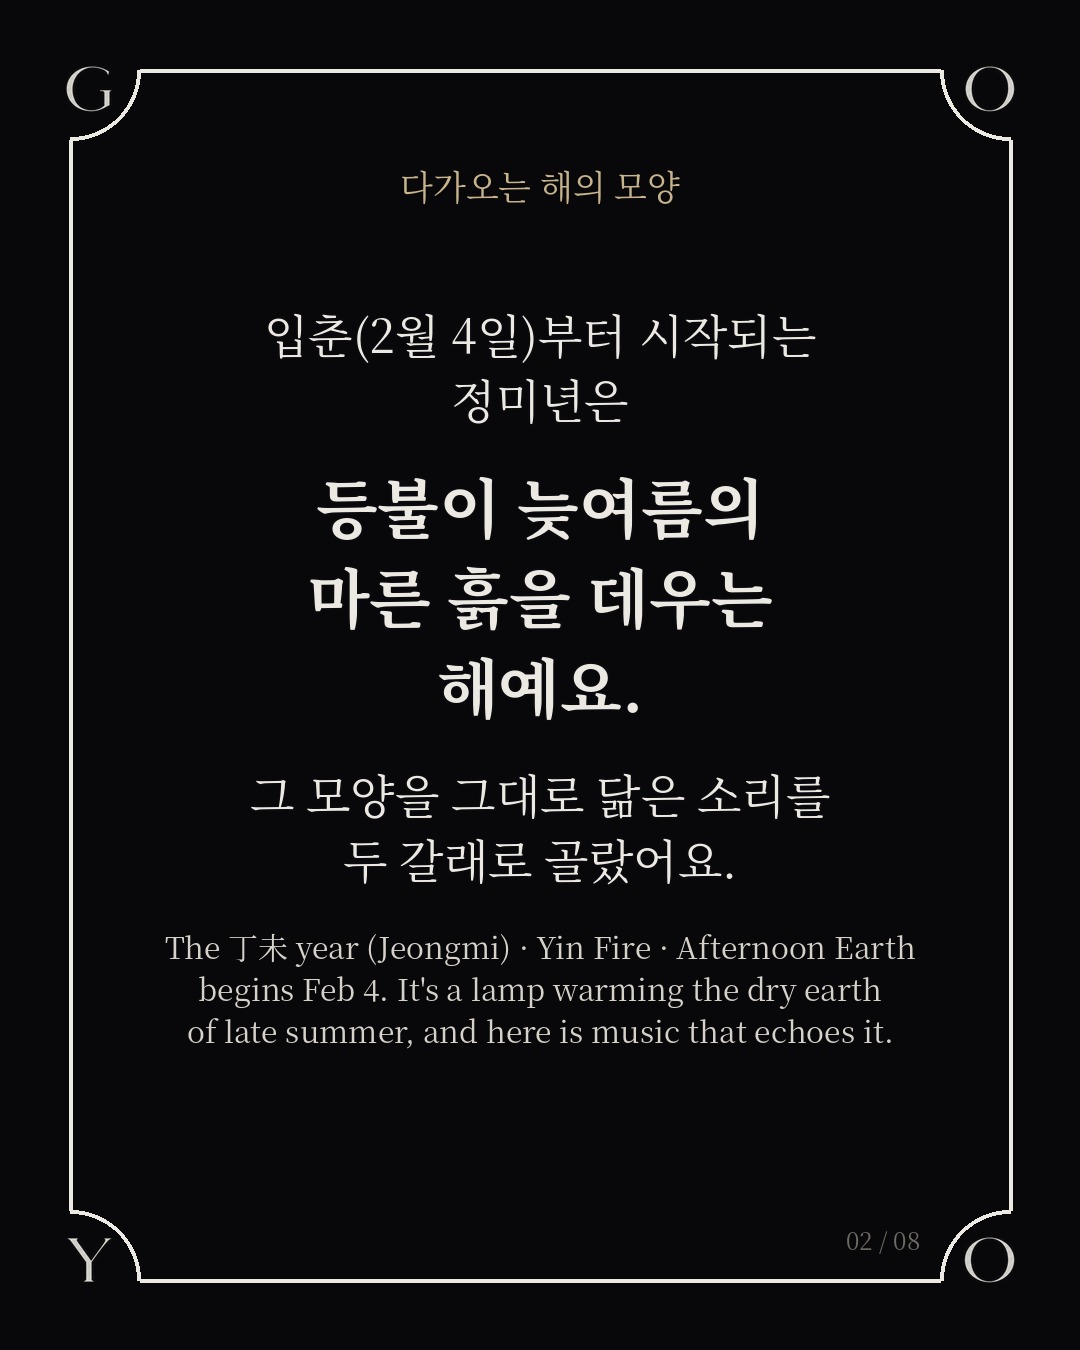 G O
다가오는 해의 모양
입춘(2월 4일)부터 시작되는
정미년은
등불이 늦여름의
마른 흙을 데우는
해예요.
그 모양을 그대로 닮은 소리를
두 갈래로 골랐어요.
The 丁未 year (Jeongmi) · Yin Fire · Afternoon Earth
begins Feb 4. It's a lamp warming the dry earth
of late summer, and here is music that echoes it.
02 / 08
Y O